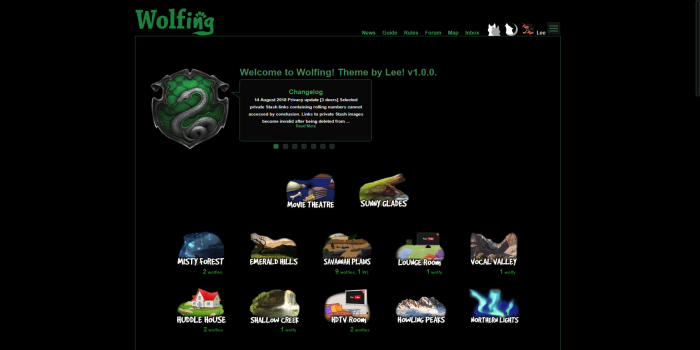 Wolfing
News Guide Rules Forum Map Inbox Lee
Welcome to Wolfing! Theme by Lee! v1.0.0.
Changelog
14 August 2018 Privacy update [3 doers] Selected
private Stash links containing rolling numbers cannot
accessed by conclusion. Links to private Stash images
become invalid after being deleted from ...
Read More
MOVIE THEATRE SUNNY GLADES
MISTY FOREST EMERALD HILLS SAVANNAH PLAINS LOUNGE ROOM VOCAL VALLEY
2 wolfies 9 wolfies, 1 WL 1 wolfy 1 wolfy
HUDDLE HOUSE SHALLOW CREEK HDTV ROOM HOWLING PEAKS NORTHERN LIGHTS
2 wolfies 1 wolfy 2 wolfies